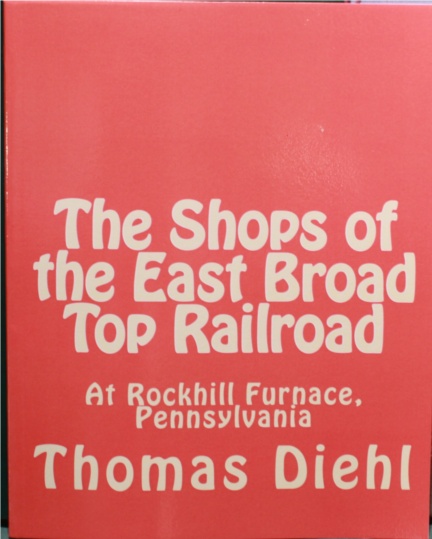 The Shops of
the East Broad
Top Railroad
At Rockhill Furnace,
Pennsylvania
Thomas Diehl